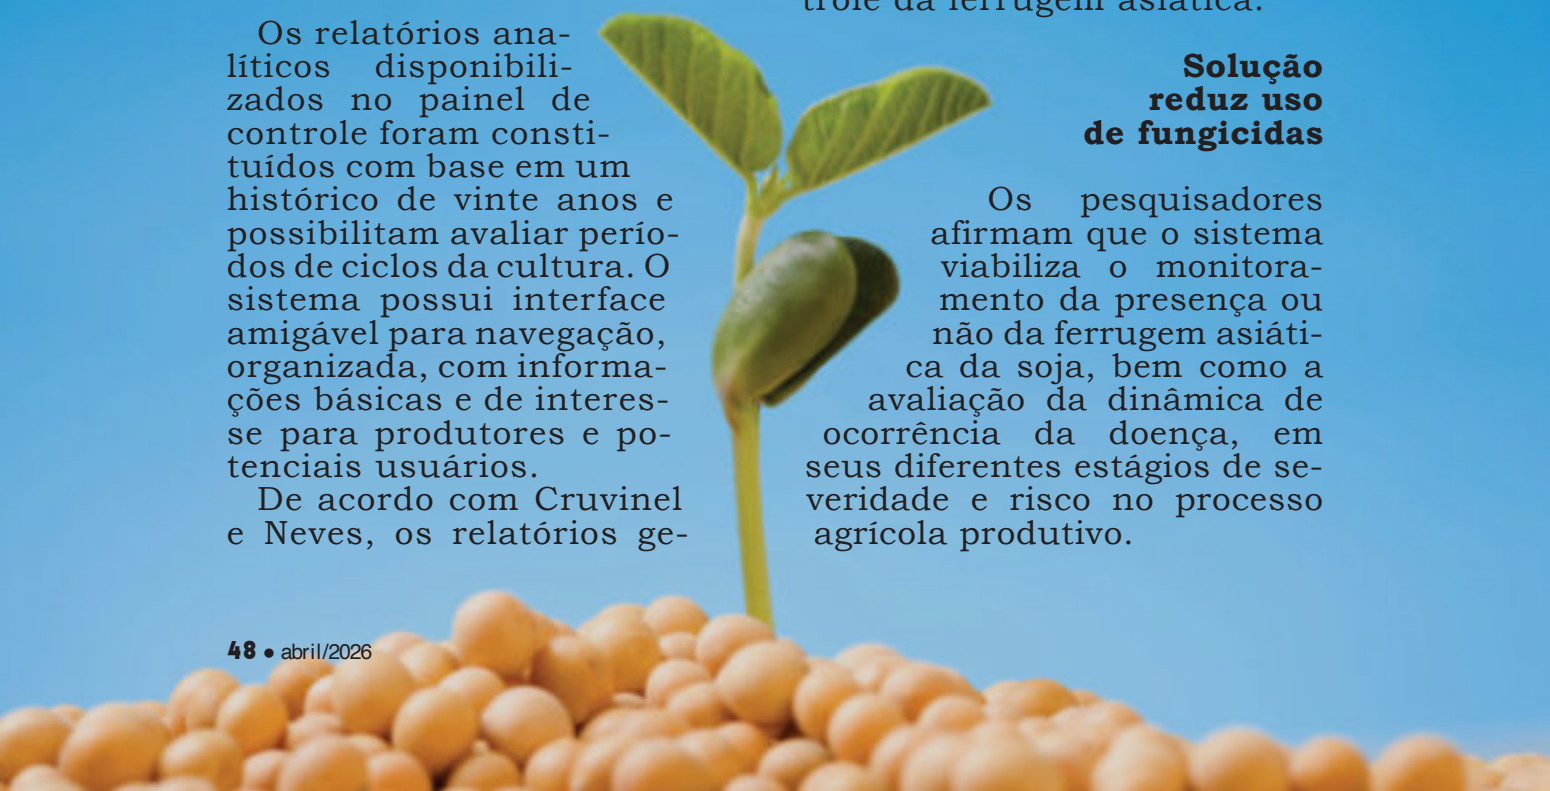 Os relatórios ana-
líticos disponibili-
zados no painel de
controle foram consti-
tuídos com base em um
histórico de vinte anos e
possibilitam avaliar perío-
dos de ciclos da cultura. O
sistema possui interface
amigável para navegação,
organizada, com informa-
ções básicas e de interes-
se para produtores e po-
tenciais usuários.
De acordo com Cruvinel
e Neves, os relatórios ge-
trole da ferrugem asiática.
Solução
reduz uso
de fungicidas
Os pesquisadores
afirmam que o sistema
viabiliza o monitora-
mento da presença ou
não da ferrugem asiáti-
ca da soja, bem como a
avaliação da dinâmica de
ocorrência da doença, em
seus diferentes estágios de se-
veridade e risco no processo
agrícola produtivo.
48 • abril/2026